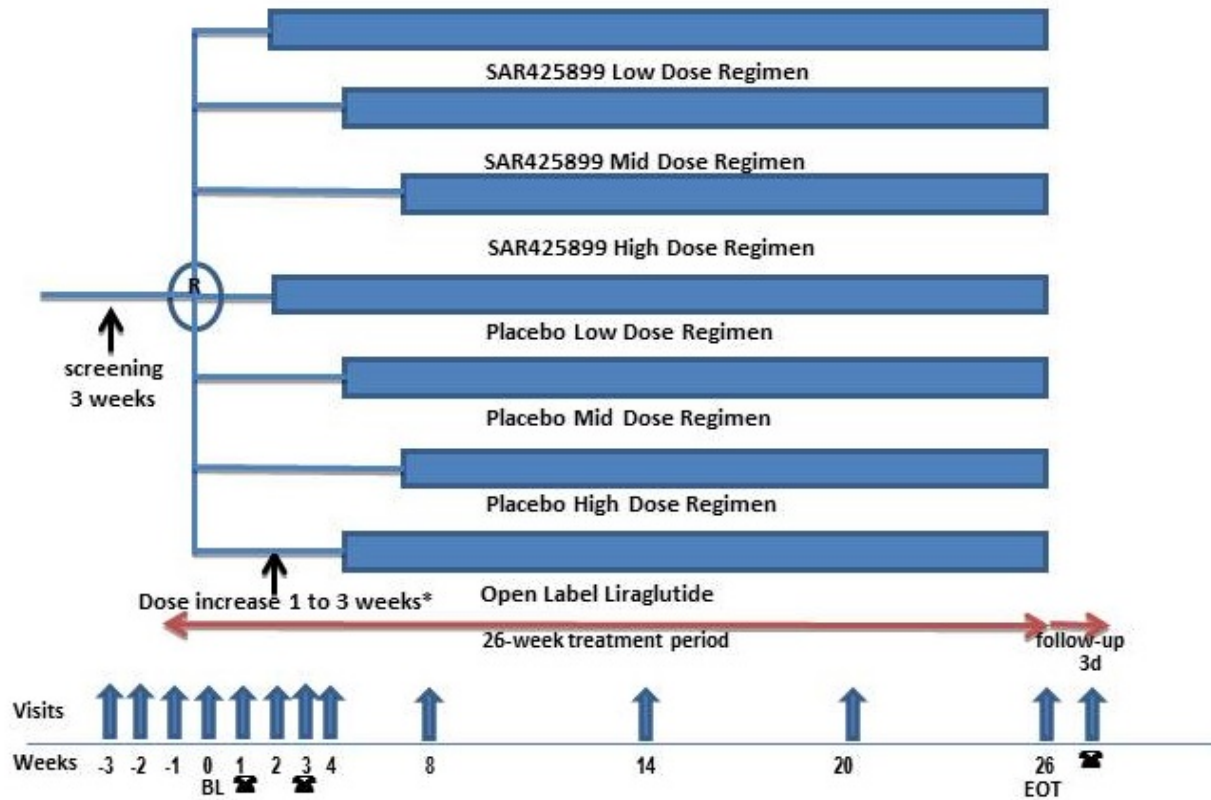 SAR425899 Low Dose Regimen
SAR425899 Mid Dose Regimen
SAR425899 High Dose Regimen
R
Placebo Low Dose Regimen
screening
3 weeks
Placebo Mid Dose Regimen
Placebo High Dose Regimen
Open Label Liraglutide
Dose increase 1 to 3 weeks*
26-week treatment period
follow-up
3d
Visits
Weeks -3 -2 -1 0 1 2 3 4 8 14 20 26
BL EOT